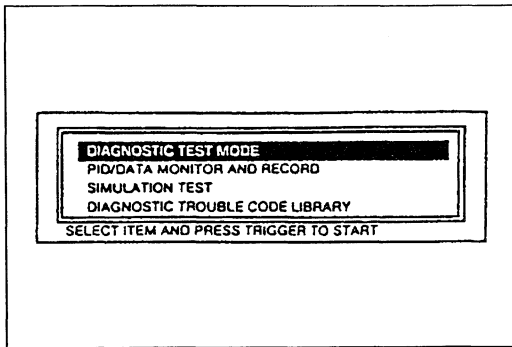 DIAGNOSTIC TEST MODE
PID/DATA MONITOR AND RECORD
SIMULATION TEST
DIAGNOSTIC TROUBLE CODE LIBRARY
SELECT ITEM AND PRESS TRIGGER TO START